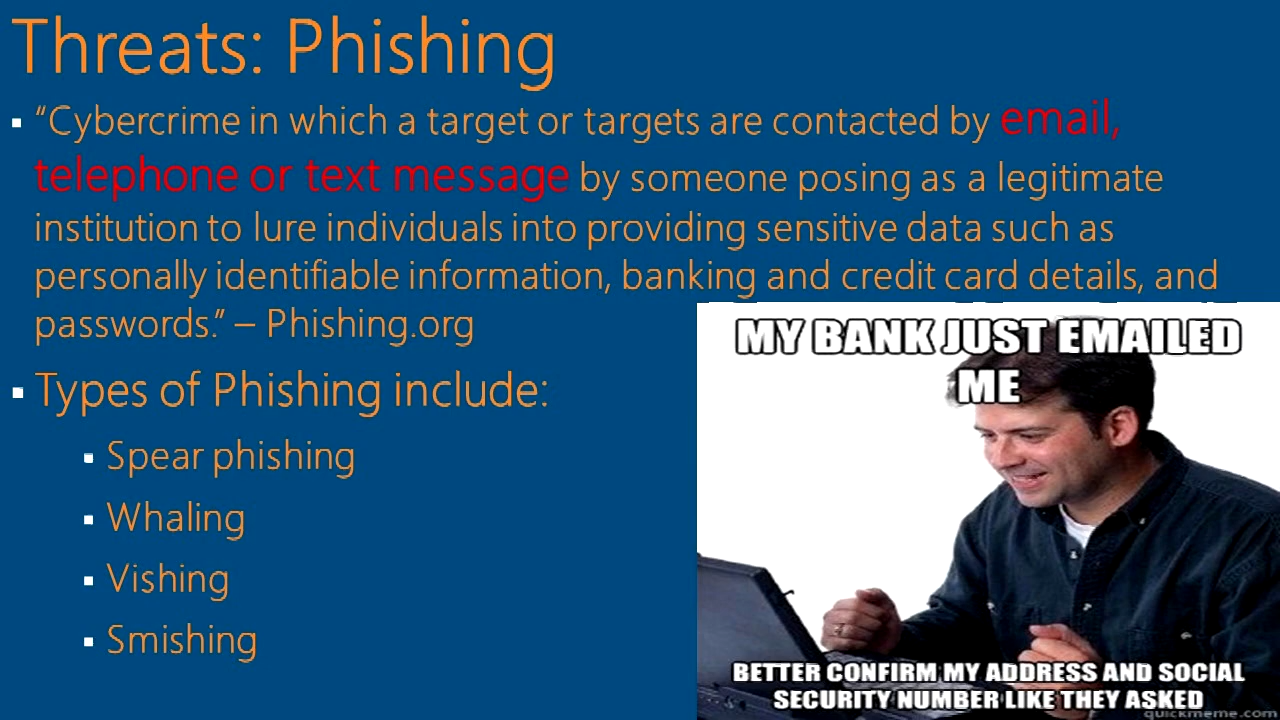 Threats: Phishing
▪ “Cybercrime in which a target or targets are contacted by email,
telephone or text message by someone posing as a legitimate
institution to lure individuals into providing sensitive data such as
personally identifiable information, banking and credit card details, and
passwords.” – Phishing.org
▪ Types of Phishing include:
▪ Spear phishing
▪ Whaling
▪ Vishing
▪ Smishing
MY BANK JUST EMAILED
ME
BETTER CONFIRM MY ADDRESS AND SOCIAL
SECURITY NUMBER LIKE THEY ASKED
quickmeme.com